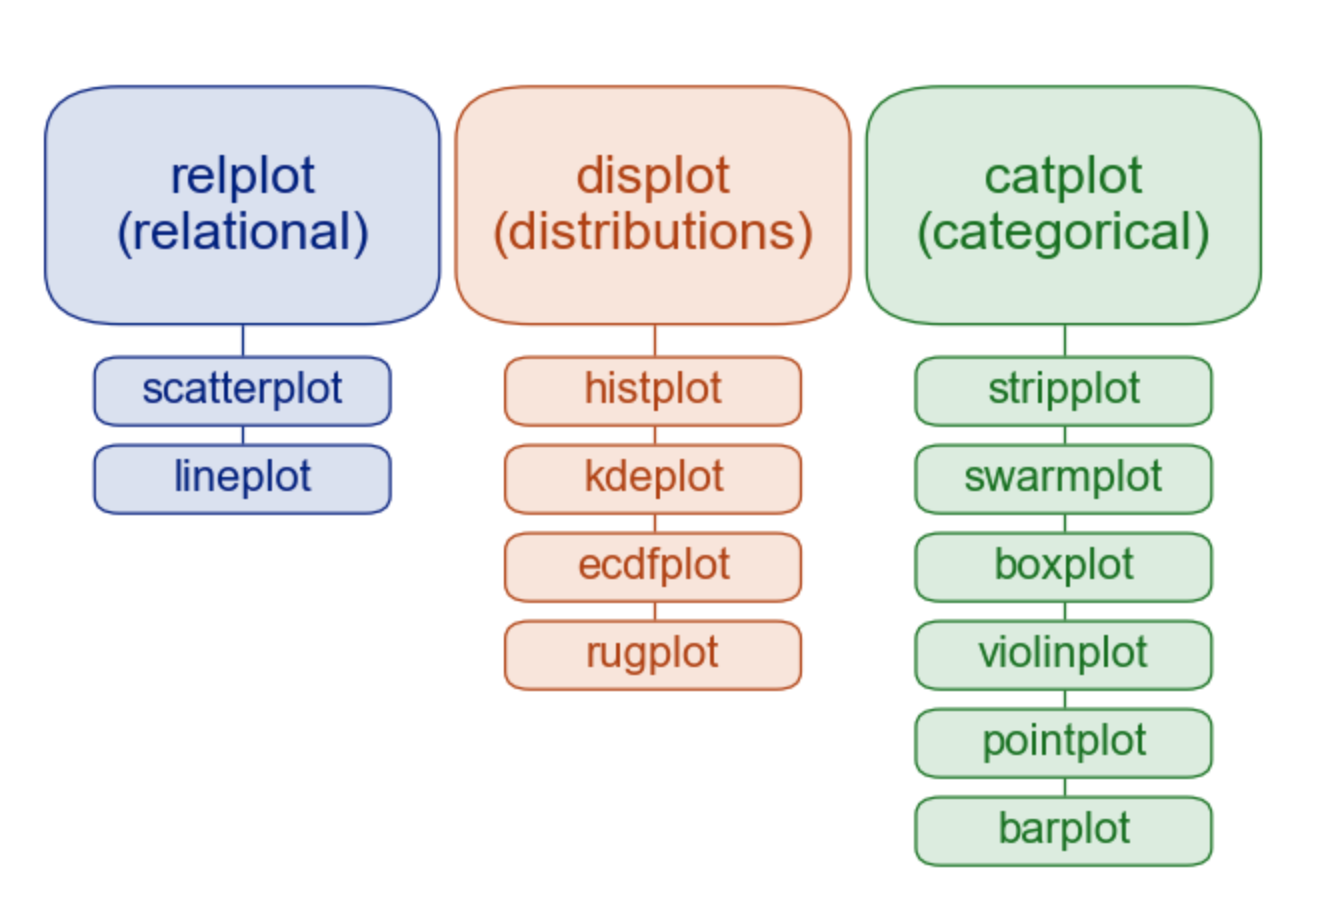 relplot
(relational)
scatterplot
lineplot
displot
(distributions)
histplot
kdeplot
ecdfplot
rugplot
catplot
(categorical)
stripplot
swarmplot
boxplot
violinplot
pointplot
barplot